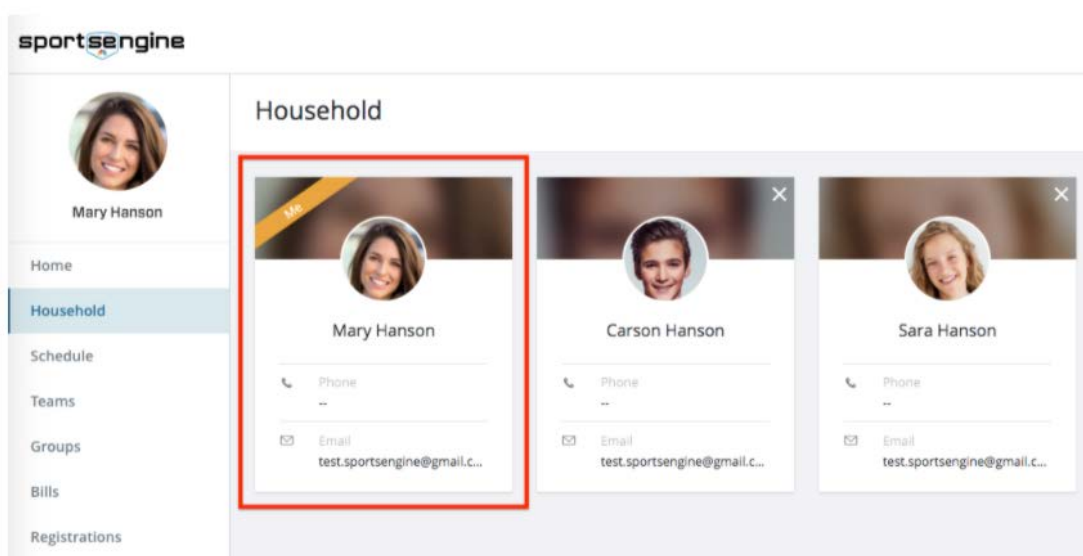 sportsengine
Mary Hanson
Home
Household
Schedule
Teams
Groups
Bills
Registrations
Household
Me
Mary Hanson
Phone
--
Email
test.sportsengine@gmail.c...
Carson Hanson
Phone
--
Email
test.sportsengine@gmail.c...
Sara Hanson
Phone
--
Email
test.sportsengine@gmail.c...